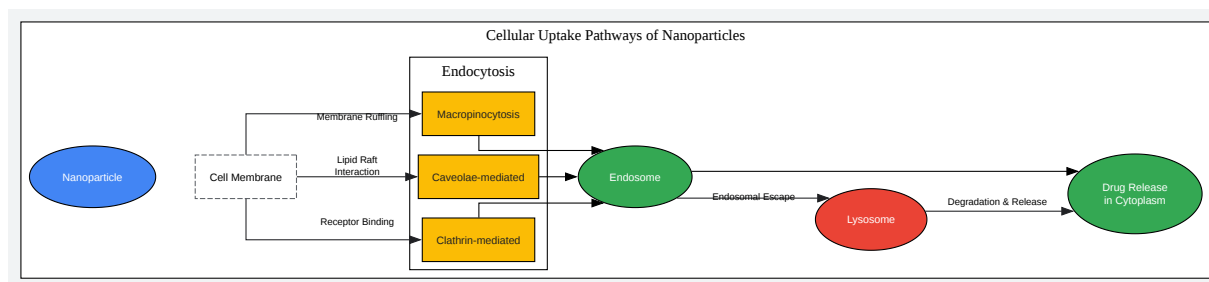 Cellular Uptake Pathways of Nanoparticles
Endocytosis
Macropinocytosis
Membrane Ruffling
Nanoparticle
Cell Membrane
Lipid Raft
Interaction
Caveolae-mediated
Endosome
Endosomal Escape
Drug Release
in Cytoplasm
Receptor Binding
Clathrin-mediated
Lysosome
Degradation & Release